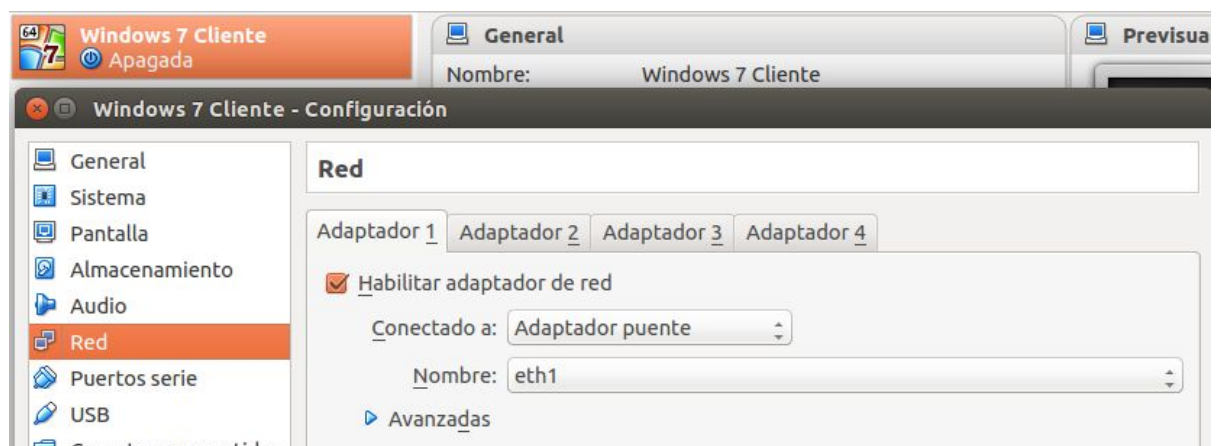 64 Windows 7 Cliente
7 Apagada
General
Nombre: Windows 7 Cliente
Previsua
Windows 7 Cliente - Configuración
General
Sistema
Pantalla
Almacenamiento
Audio
Red
Puertos serie
USB
Red
Adaptador 1 Adaptador 2 Adaptador 3 Adaptador 4
Habilitar adaptador de red
Conectado a: Adaptador puente
Nombre: eth1
Avanzadas